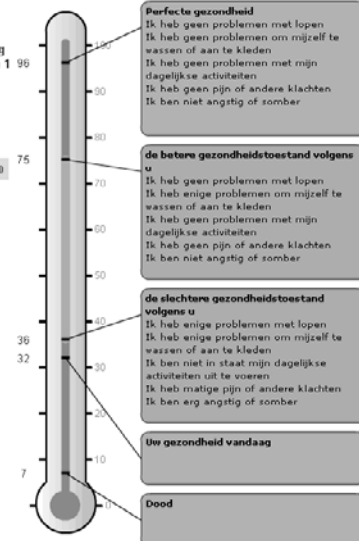 Perfecte gezondheid
Ik heb geen problemen met lopen
Ik heb geen problemen om mijzelf te
wassen of aan te kleden
Ik heb geen problemen met mijn
dagelijkse activiteiten
Ik heb geen pijn of andere klachten
Ik ben niet angstig of somber
de betere gezondheidstoestand volgens
u
Ik heb geen problemen met lopen
Ik heb enige problemen om mijzelf te
wassen of aan te kleden
Ik heb geen problemen met mijn
dagelijkse activiteiten
Ik heb geen pijn of andere klachten
Ik ben niet angstig of somber
de slechtere gezondheidstoestand
volgens u
Ik heb enige problemen met lopen
Ik heb enige problemen om mijzelf te
wassen of aan te kleden
Ik ben niet in staat mijn dagelijkse
activiteiten uit te voeren
Ik heb matige pijn of andere klachten
Ik ben erg angstig of somber
Uw gezondheid vandaag
Dood
g
1 96
75
36
32
7
100
90
80
70
60
50
40
30
20
10
0